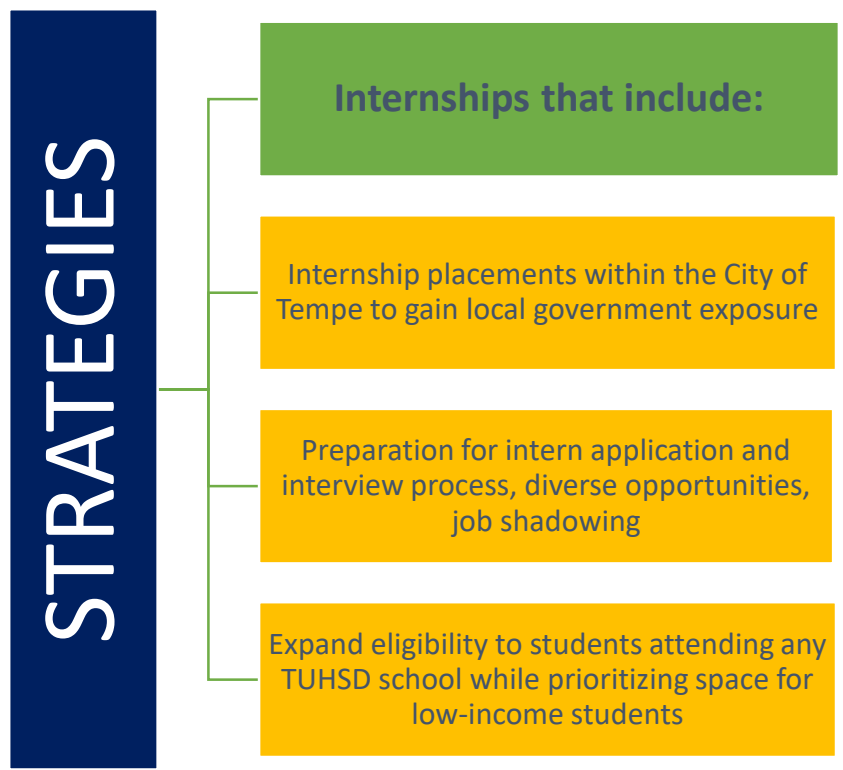 STRATEGIES
Internships that include:
Internship placements within the City of
Tempe to gain local government exposure
Preparation for intern application and
interview process, diverse opportunities,
job shadowing
Expand eligibility to students attending any
TUHSD school while prioritizing space for
low-income students